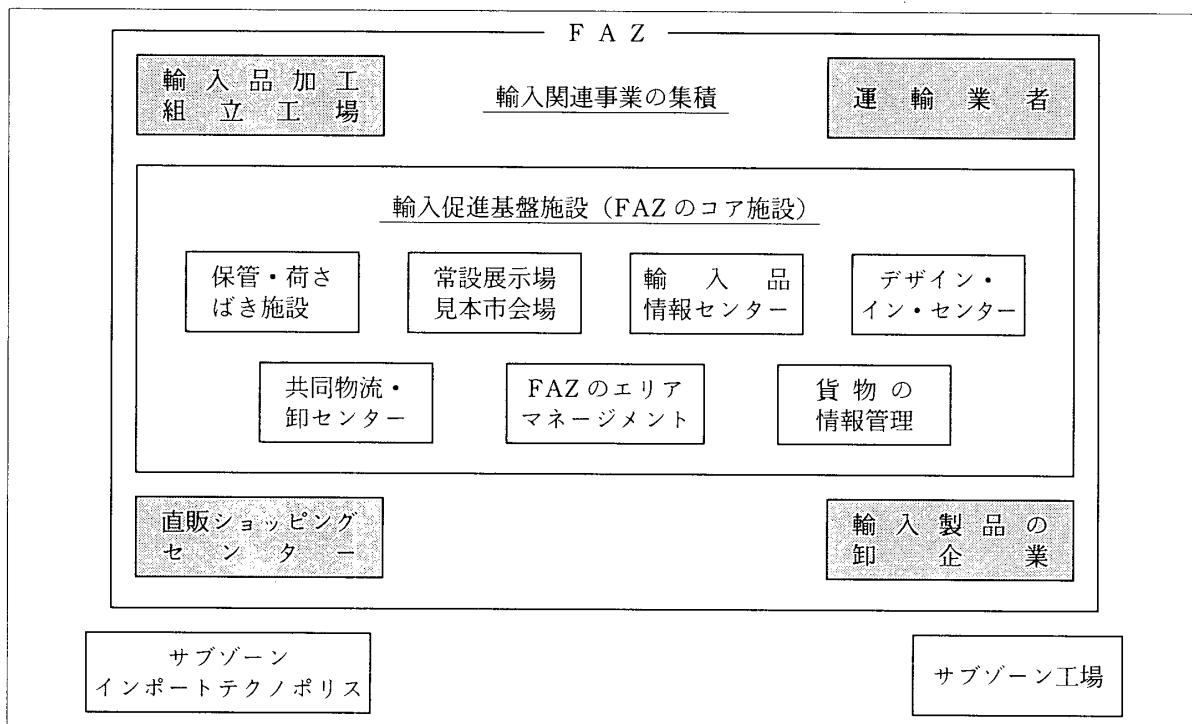 FAZ
輸入品加工
組立工場
輸入関連事業の集積
運輸業者
輸入促進基盤施設（FAZのコア施設）
保管・荷さ
ばき施設
常設展示場
見本市会場
輸入品
情報センター
デザイン・
イン・センター
共同物流・
卸センター
FAZのエリア
マネージメント
貨物の
情報管理
直販ショッピング
センター
輸入製品の
卸企業
サブゾーン
インポートテクノポリス
サブゾーン工場